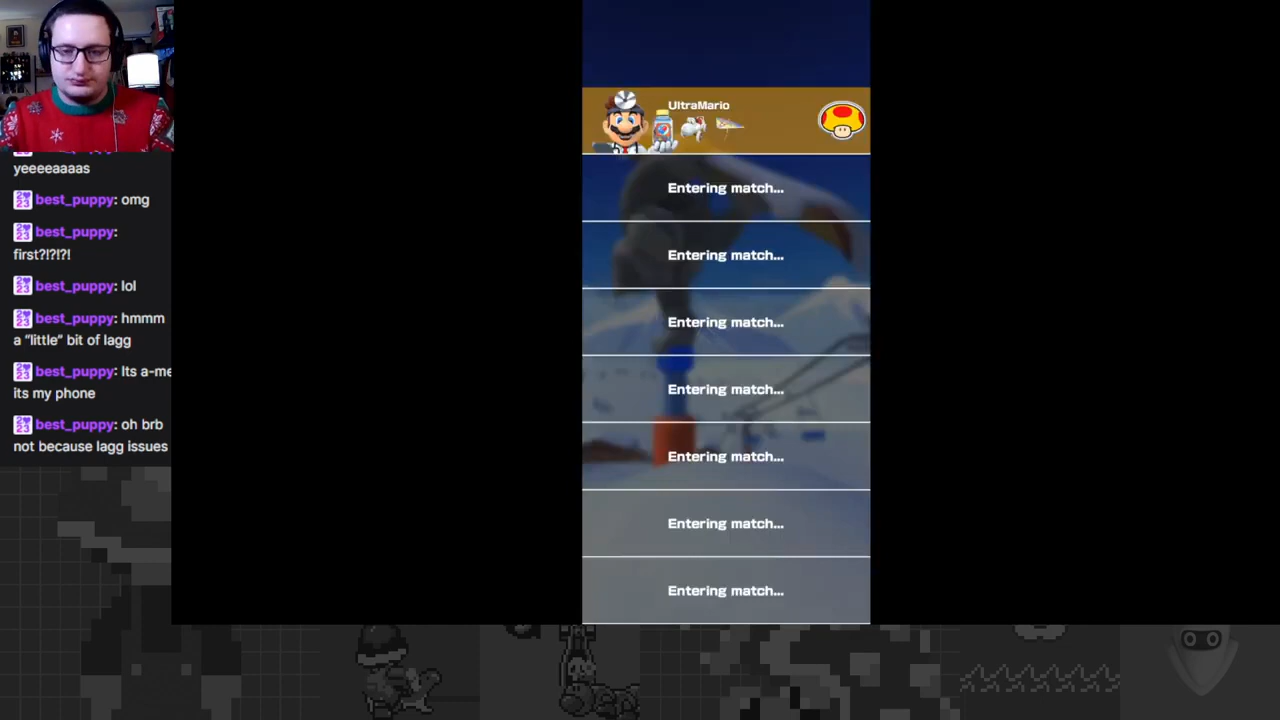 yeeeeaaaas
best_puppy: omg
best_puppy:
first?!?!?!
best_puppy: lol
best_puppy: hmmm
a "little" bit of lagg
best_puppy: Its a-me
its my phone
best_puppy: oh brb
not because lagg issues
UltraMario
Entering match...
Entering match...
Entering match...
Entering match...
Entering match...
Entering match...
Entering match...